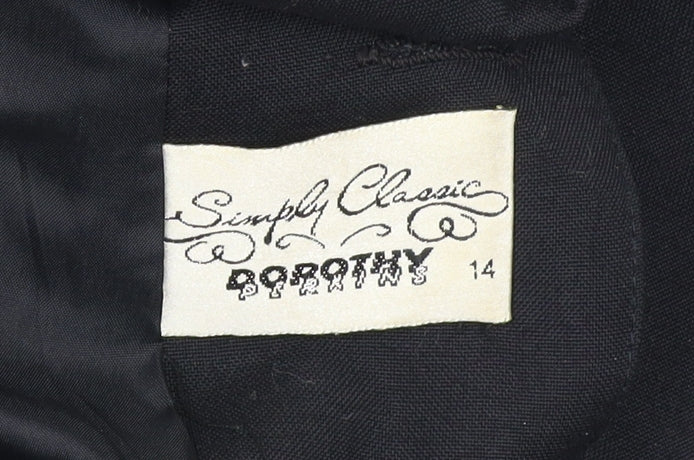 Simply Classic
DOROTHY
PERKINS 14